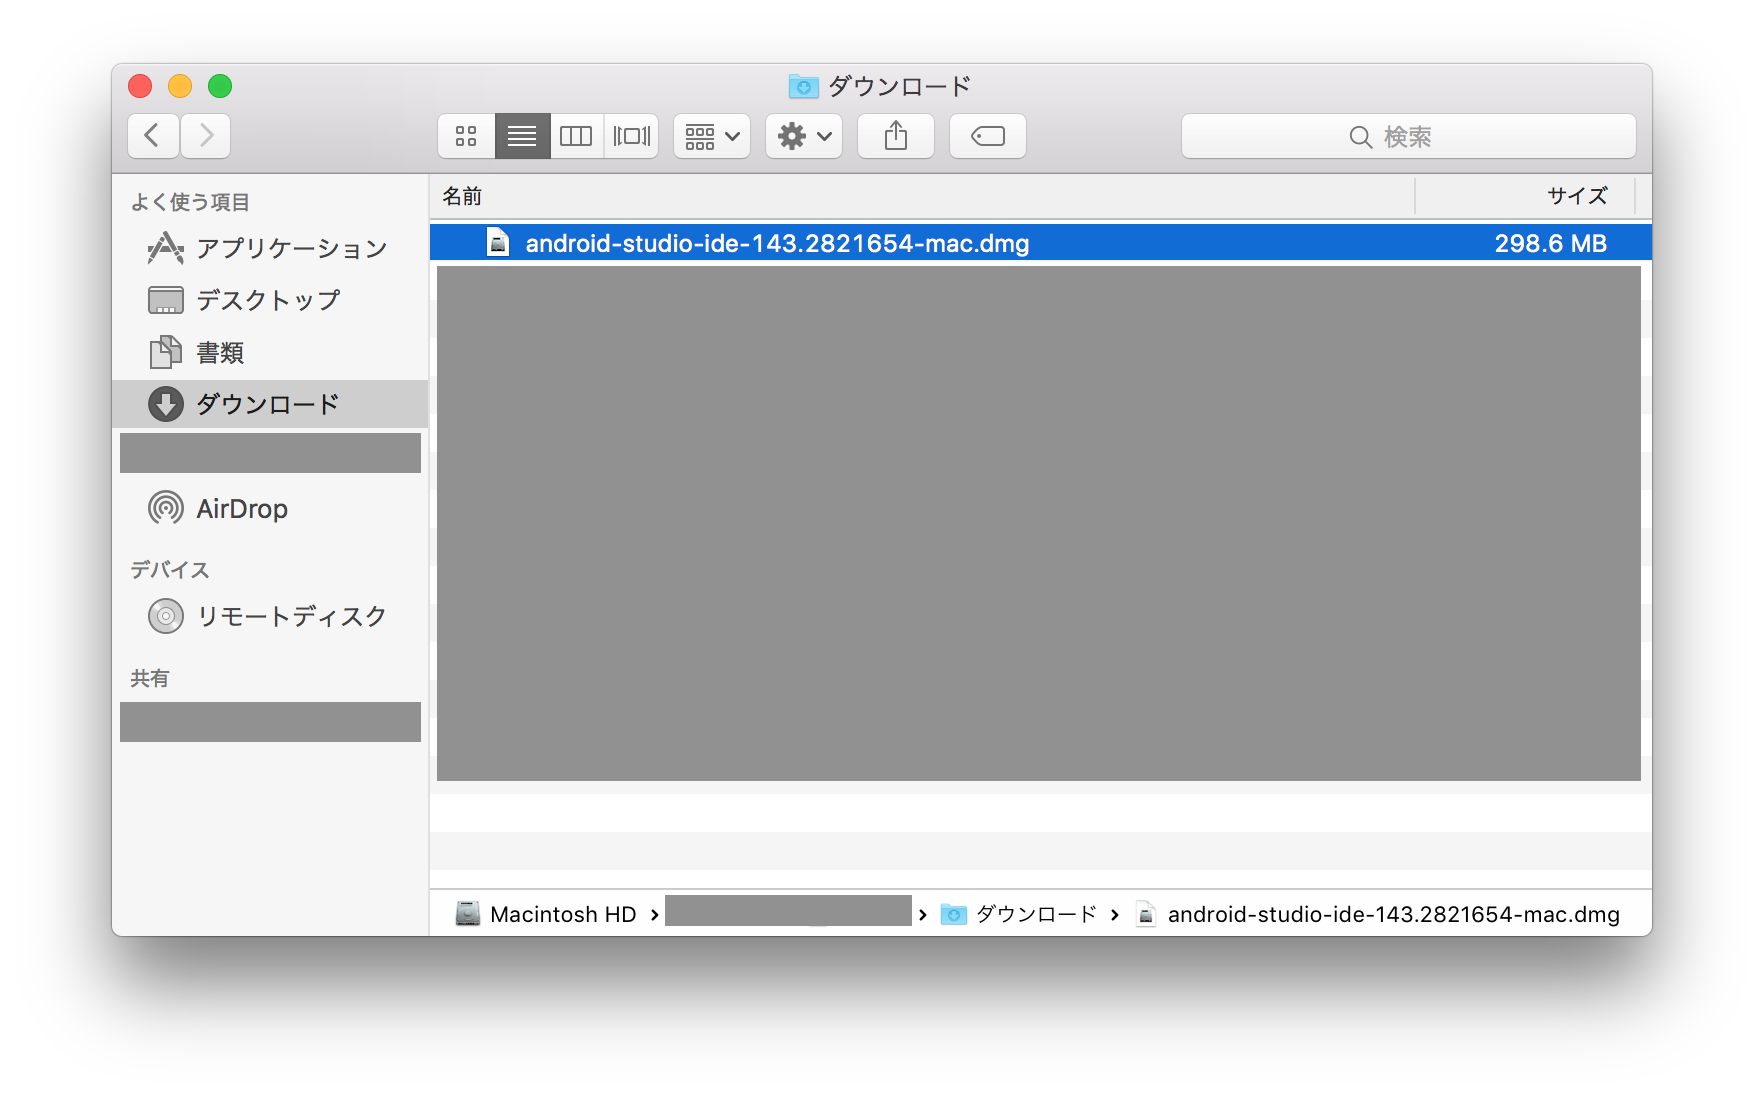 ダウンロード
検索
よく使う項目
アプリケーション
デスクトップ
書類
ダウンロード
AirDrop
デバイス
リモートディスク
共有
名前 サイズ
android-studio-ide-143.2821654-mac.dmg 298.6 MB
Macintosh HD › › ダウンロード › android-studio-ide-143.2821654-mac.dmg